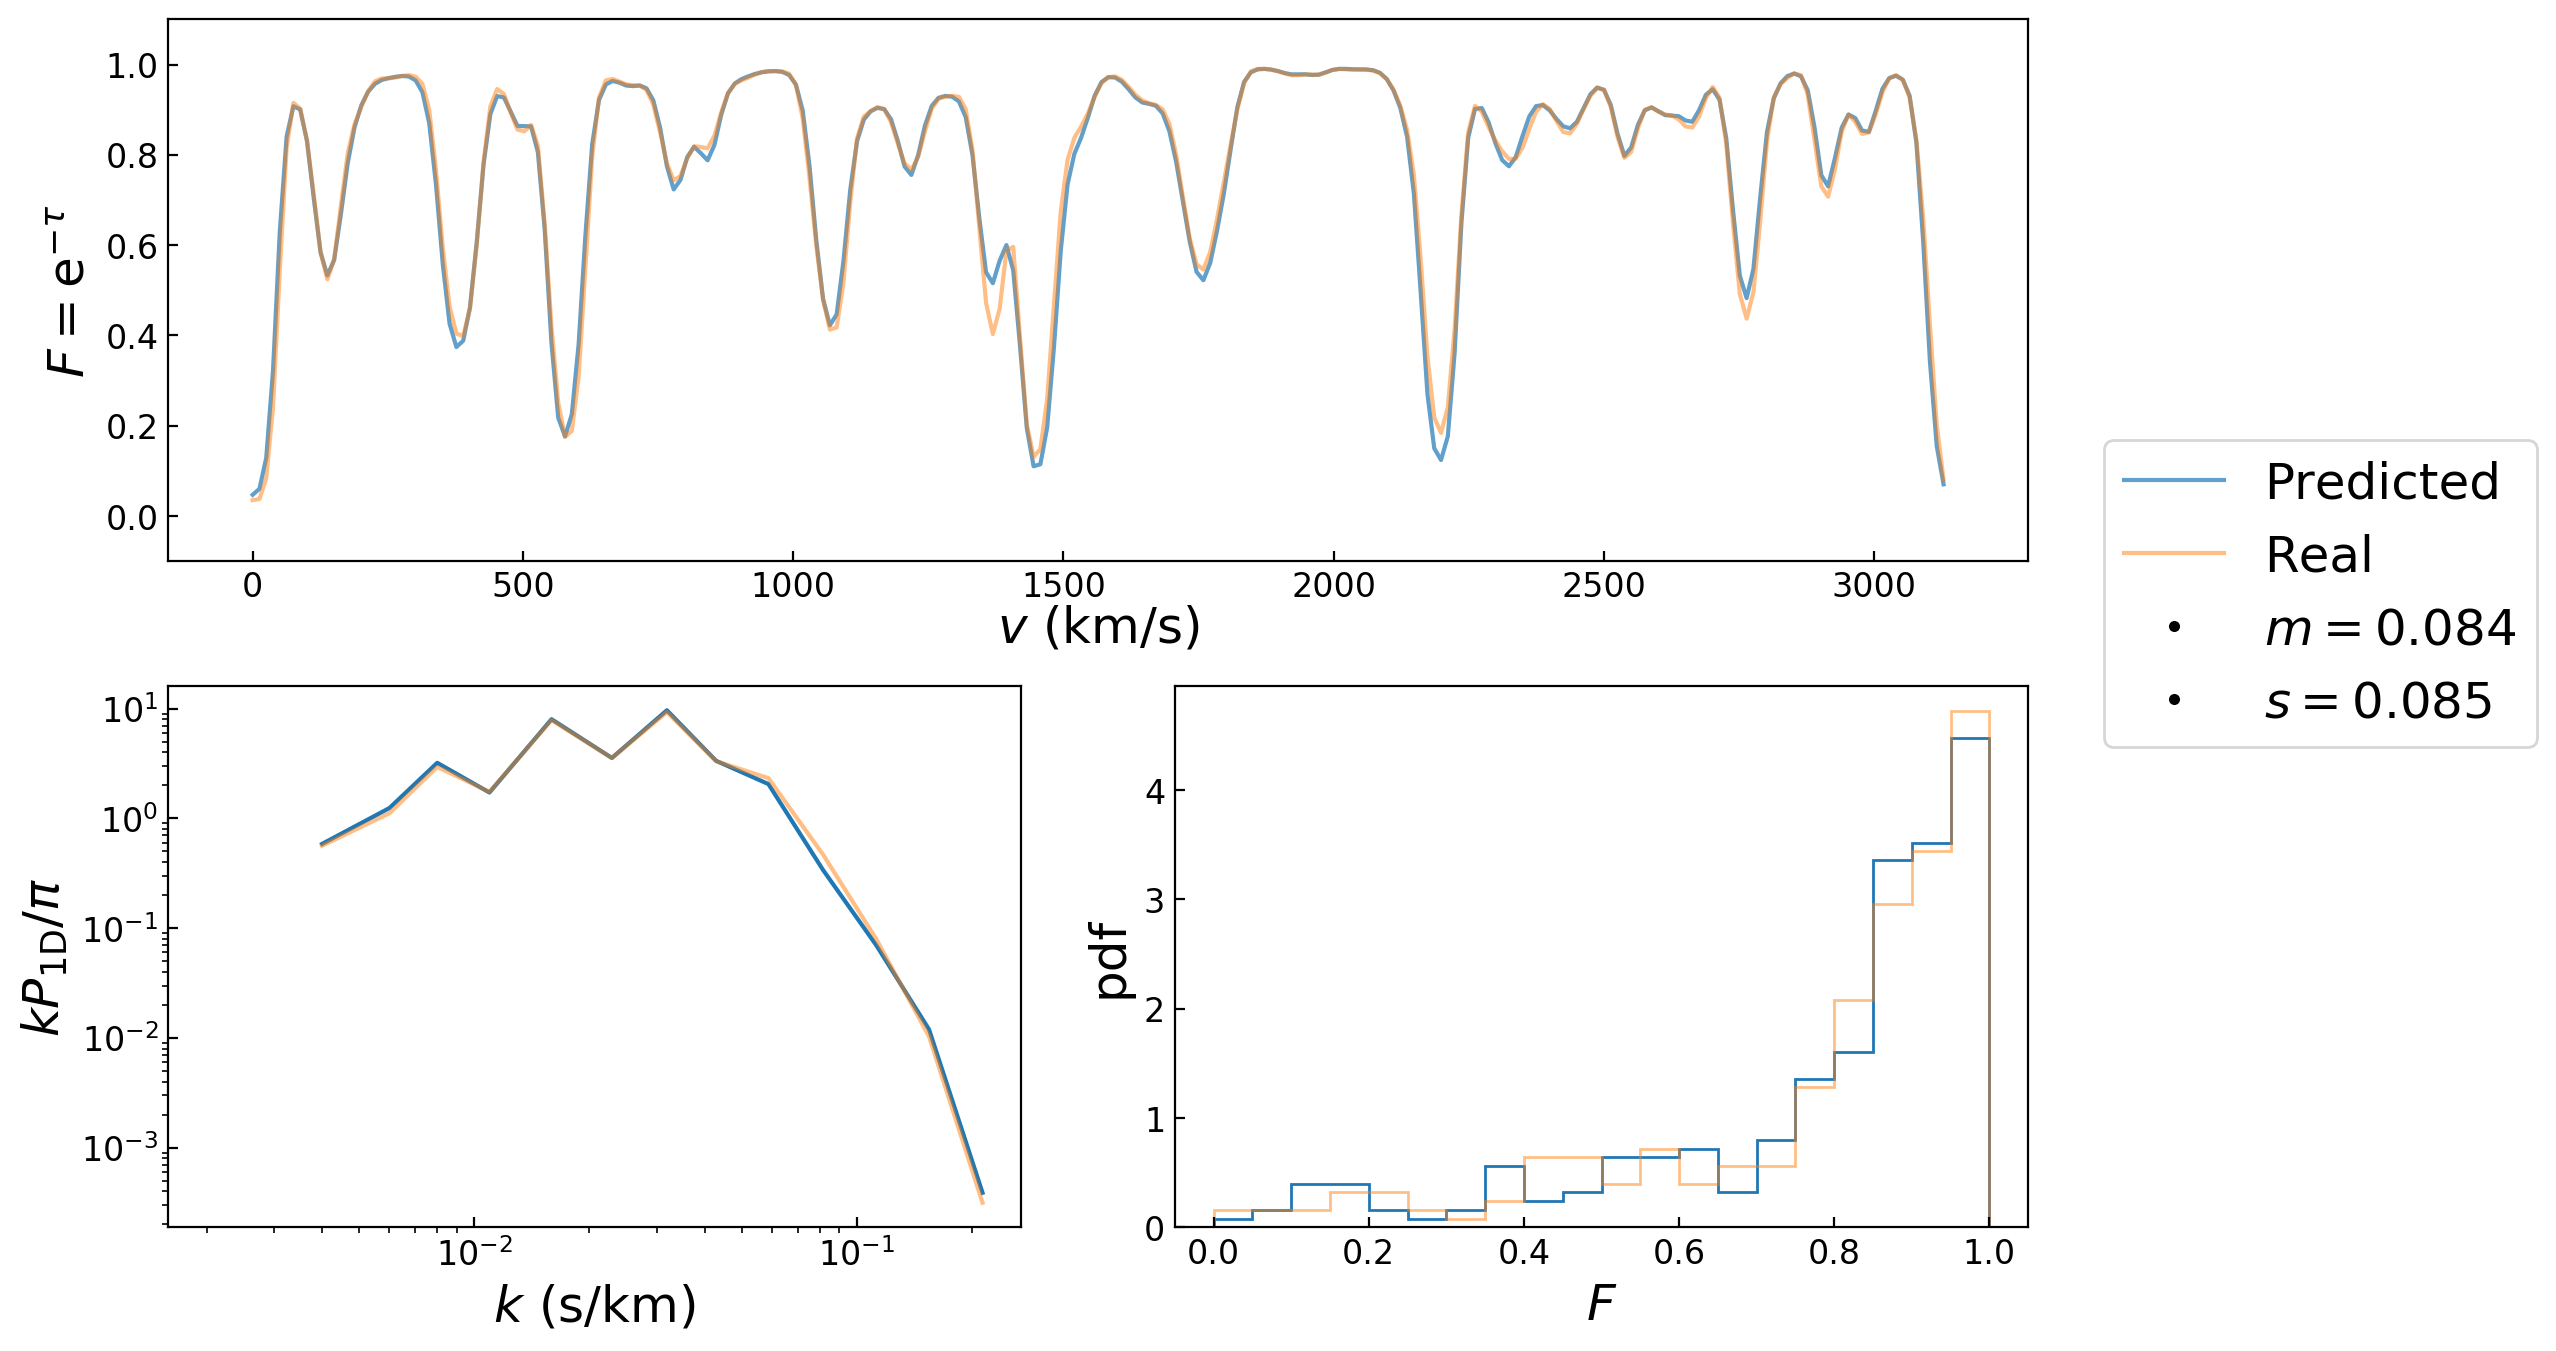 F = e^{-τ}
1.0
0.8
0.6
0.4
0.2
0.0
0 500 1000 1500 2000 2500 3000
v (km/s)
Predicted
Real
m = 0.084
s = 0.085
kP_{1D}/π
10^1
10^0
10^{-1}
10^{-2}
10^{-3}
10^{-2} 10^{-1}
k (s/km)
pdf
4
3
2
1
0
0.0 0.2 0.4 0.6 0.8 1.0
F